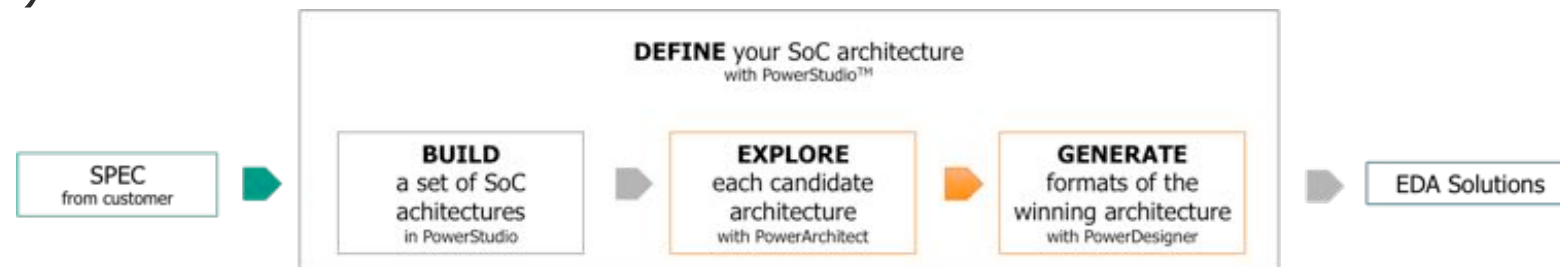 DEFINE your SoC architecture
with PowerStudio™
SPEC
from customer
BUILD
a set of SoC
achitectures
in PowerStudio
EXPLORE
each candidate
architecture
with PowerArchitect
GENERATE
formats of the
winning architecture
with PowerDesigner
EDA Solutions